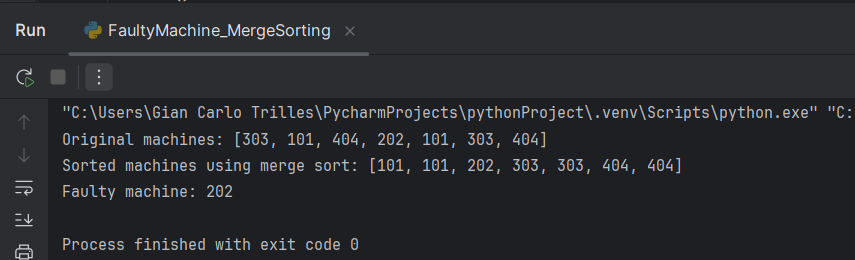 Run FaultyMachine_MergeSorting
"C:\Users\Gian Carlo Trilles\PycharmProjects\pythonProject\.venv\Scripts\python.exe" "C:
Original machines: [303, 101, 404, 202, 101, 303, 404]
Sorted machines using merge sort: [101, 101, 202, 303, 303, 404, 404]
Faulty machine: 202
Process finished with exit code 0